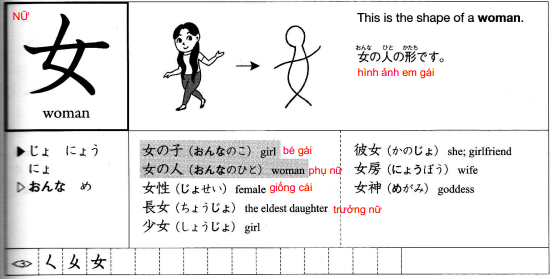 NỮ
女
woman
This is the shape of a woman.
おんな ひと かたち
女の人の形です。
hình ảnh em gái
▶じょ にょう
にょ
▷おんな め
女の子(おんなのこ) girl bé gái
女の人(おんなのひと) woman phụ nữ
女性(じょせい) female giống cái
長女(ちょうじょ) the eldest daughter trưởng nữ
少女(しょうじょ) girl
彼女(かのじょ) she; girlfriend
女房(にょうぼう) wife
女神(めがみ) goddess
3 く 女 女